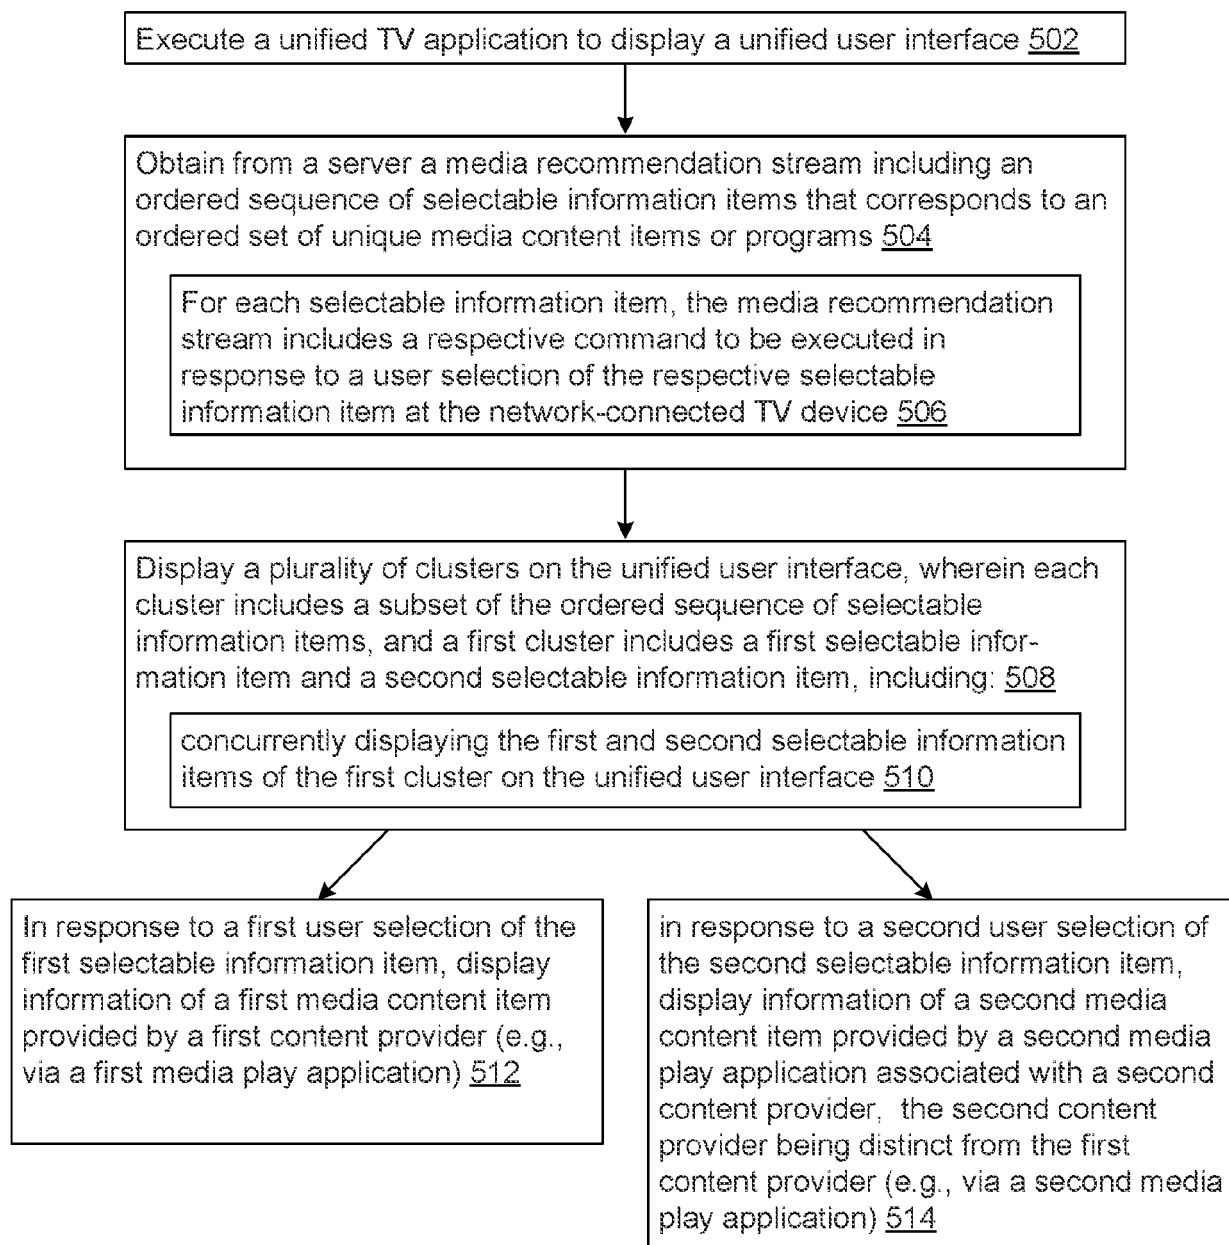 Execute a unified TV application to display a unified user interface 502
Obtain from a server a media recommendation stream including an
ordered sequence of selectable information items that corresponds to an
ordered set of unique media content items or programs 504
For each selectable information item, the media recommendation
stream includes a respective command to be executed in
response to a user selection of the respective selectable
information item at the network-connected TV device 506
Display a plurality of clusters on the unified user interface, wherein each
cluster includes a subset of the ordered sequence of selectable
information items, and a first cluster includes a first selectable infor-
mation item and a second selectable information item, including: 508
concurrently displaying the first and second selectable information
items of the first cluster on the unified user interface 510
In response to a first user selection of the
first selectable information item, display
information of a first media content item
provided by a first content provider (e.g.,
via a first media play application) 512
in response to a second user selection of
the second selectable information item,
display information of a second media
content item provided by a second media
play application associated with a second
content provider, the second content
provider being distinct from the first
content provider (e.g., via a second media
play application) 514